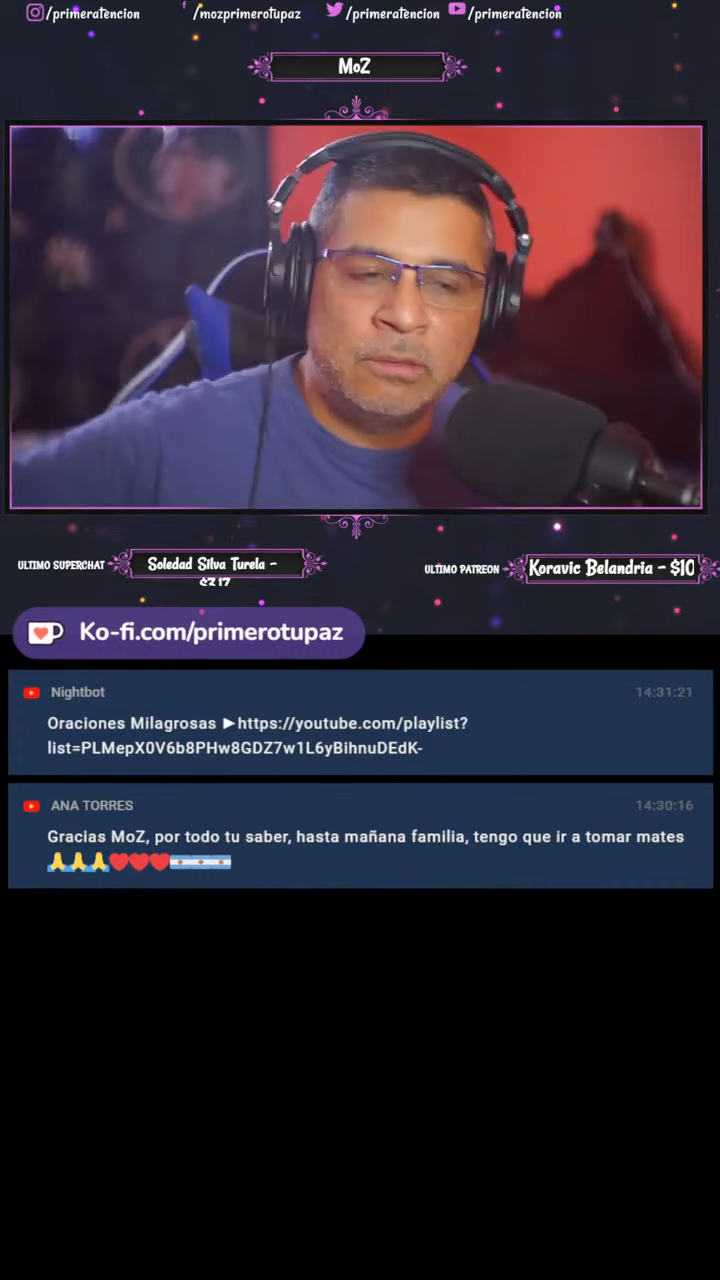 /primeratencion /mozprimerotupaz /primeratencion /primeratencion
MoZ
ULTIMO SUPERCHAT Soledad Silva Turela -
ULTIMO PATREON Koravic Belandria - $10
Ko-fi.com/primerotupaz
Nightbot 14:31:21
Oraciones Milagrosas ►https://youtube.com/playlist?
list=PLMepX0V6b8PHw8GDZ7w1L6yBihnuDEdK-
ANA TORRES 14:30:16
Gracias MoZ, por todo tu saber, hasta mañana familia, tengo que ir a tomar mates
🙏🙏🙏❤️❤️❤️🇦🇷🇦🇷🇦🇷